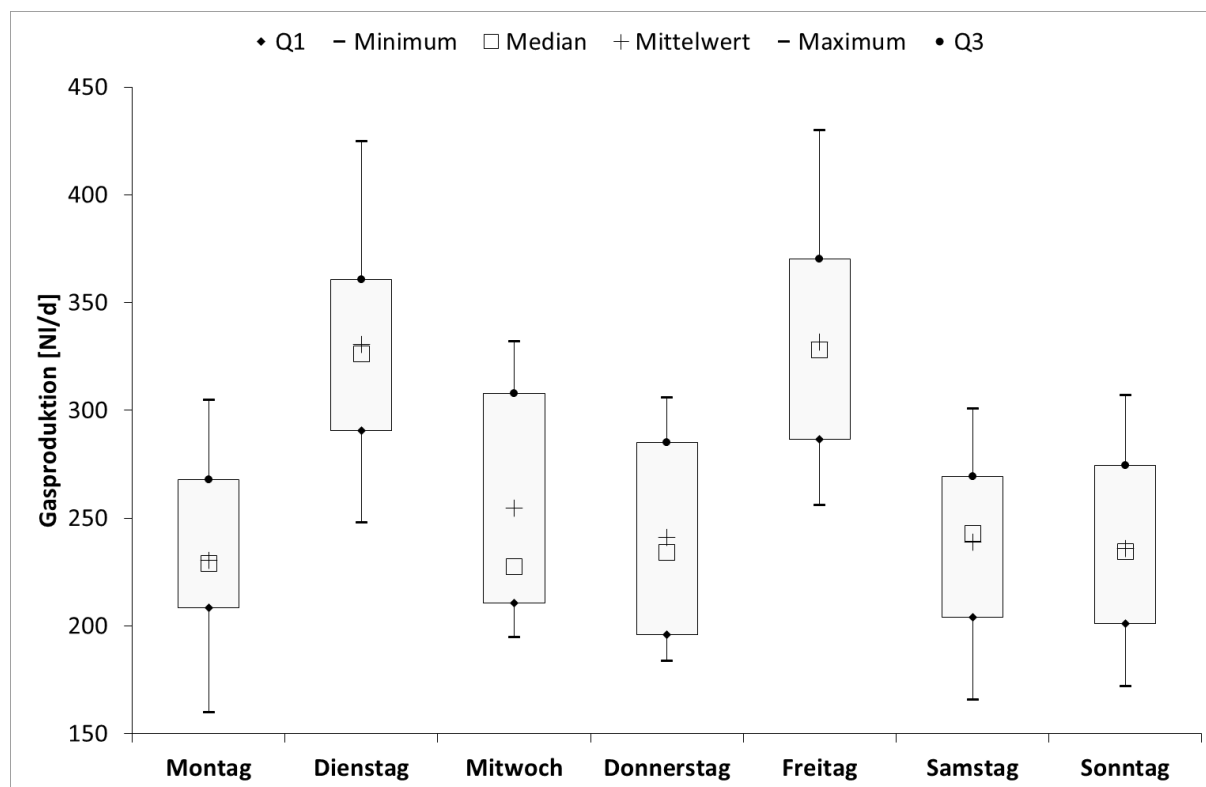 Q1 Minimum Median Mittelwert Maximum Q3
Gasproduktion [Nl/d]
450
400
350
300
250
200
150
Montag Dienstag Mitwoch Donnerstag Freitag Samstag Sonntag